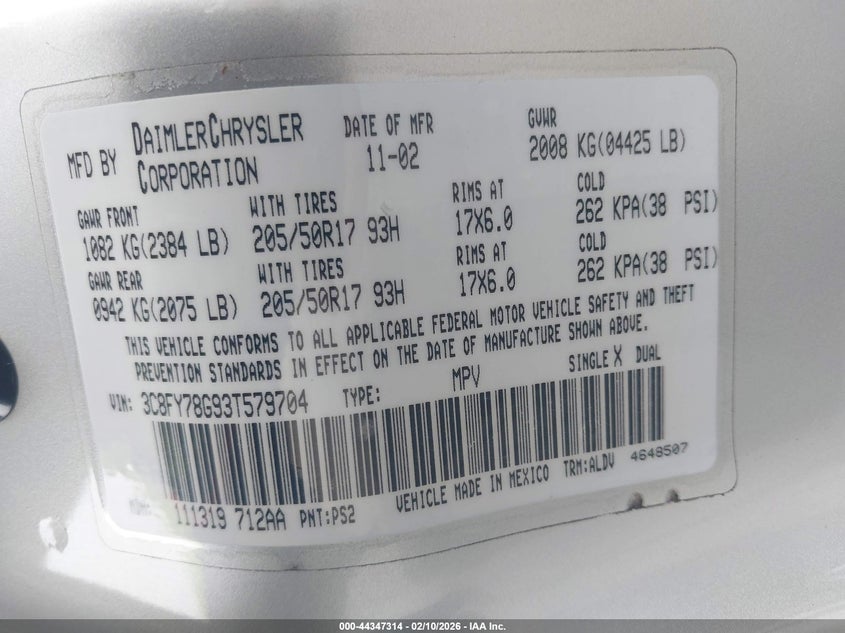 MFD BY DAIMLERCHRYSLER CORPORATION
DATE OF MFR 11-02
GVWR 2008 KG(04425 LB)
GAWR FRONT WITH TIRES RIMS AT COLD
1082 KG(2384 LB) 205/50R17 93H 17X6.0 262 KPA(38 PSI)
GAWR REAR WITH TIRES RIMS AT COLD
0942 KG(2075 LB) 205/50R17 93H 17X6.0 262 KPA(38 PSI)
THIS VEHICLE CONFORMS TO ALL APPLICABLE FEDERAL MOTOR VEHICLE SAFETY AND THEFT
PREVENTION STANDARDS IN EFFECT ON THE DATE OF MANUFACTURE SHOWN ABOVE.
VIN: 3C8FY78G93T579704 TYPE: MPV SINGLE X DUAL
111319 712AA PNT:PS2 VEHICLE MADE IN MEXICO TRM:ALDV 4648507
000-44347314 - 02/10/2026 - IAA Inc.